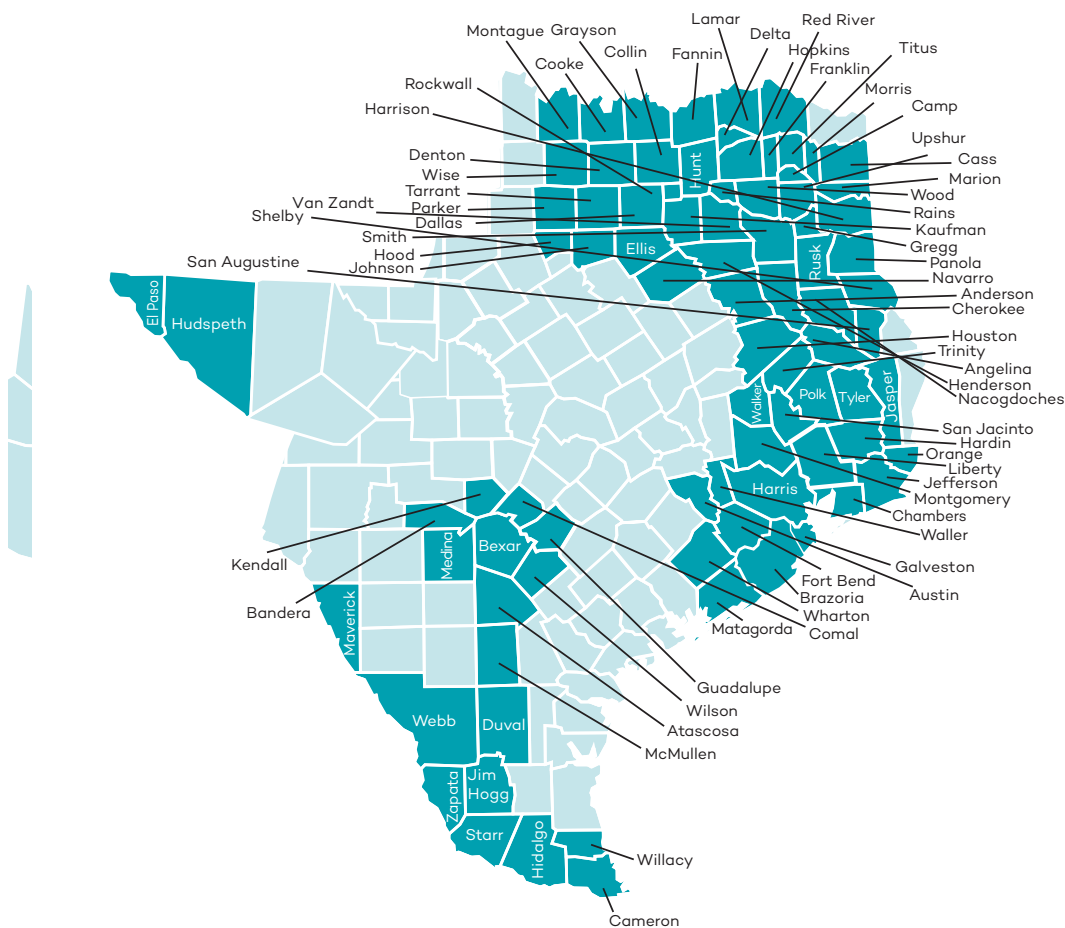 Lamar
Red River
Montague
Grayson
Delta
Collin
Fannin
Hopkins
Titus
Cooke
Franklin
Rockwall
Morris
Harrison
Camp
Upshur
Denton
Hunt
Cass
Wise
Marion
Tarrant
Wood
Van Zandt
Parker
Rains
Shelby
Dallas
Kaufman
Smith
Ellis
Gregg
Hood
Rusk
San Augustine
Johnson
Panola
Navarro
El Paso
Anderson
Cherokee
Hudspeth
Houston
Trinity
Angelina
Henderson
Nacogdoches
Walker
Polk
Tyler
Jasper
San Jacinto
Hardin
Orange
Liberty
Jefferson
Harris
Montgomery
Chambers
Waller
Medina
Bexar
Kendall
Galveston
Fort Bend
Austin
Brazoria
Bandera
Maverick
Wharton
Matagorda
Comal
Guadalupe
Wilson
Webb
Duval
Atascosa
McMullen
Jim
Hogg
Zapata
Starr
Hidalgo
Willacy
Cameron